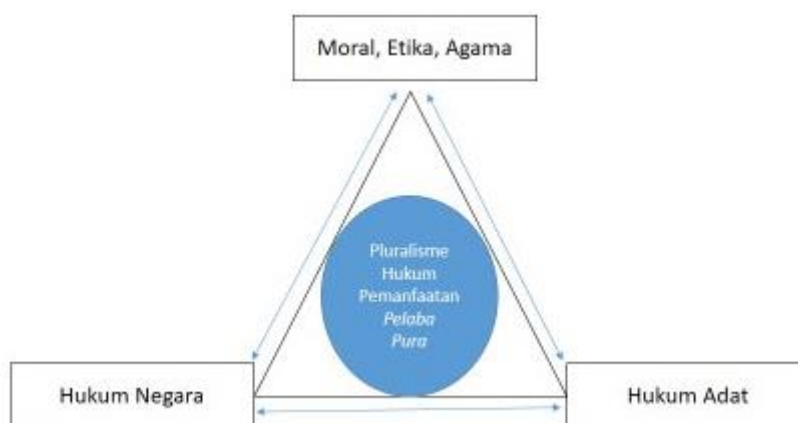 Moral, Etika, Agama
Pluralisme
Hukum
Pemanfaatan
Pelaba
Pura
Hukum Negara
Hukum Adat